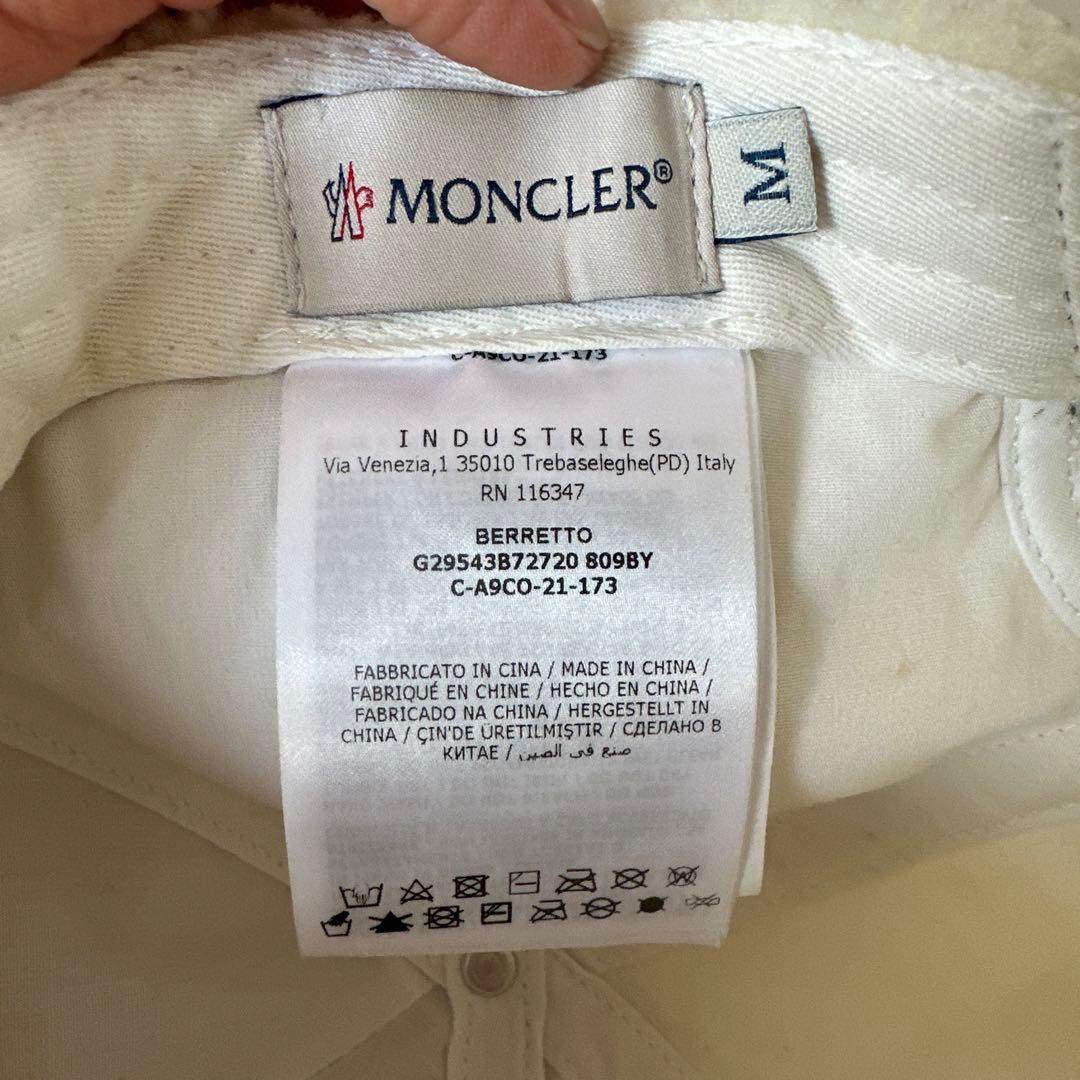 MONCLER®
M
C-A9CO-21-173
INDUSTRIES
Via Venezia,1 35010 Trebaseleghe(PD) Italy
RN 116347
BERRETTO
G29543B72720 809BY
C-A9CO-21-173
FABBRICATO IN CINA / MADE IN CHINA /
FABRIQUÉ EN CHINE / HECHO EN CHINA /
FABRICADO NA CHINA / HERGESTELLT IN
CHINA / ÇIN'DE ÜRETILMIŞTIR / СДЕЛАНО В
КИТАЕ / صنع في الصين